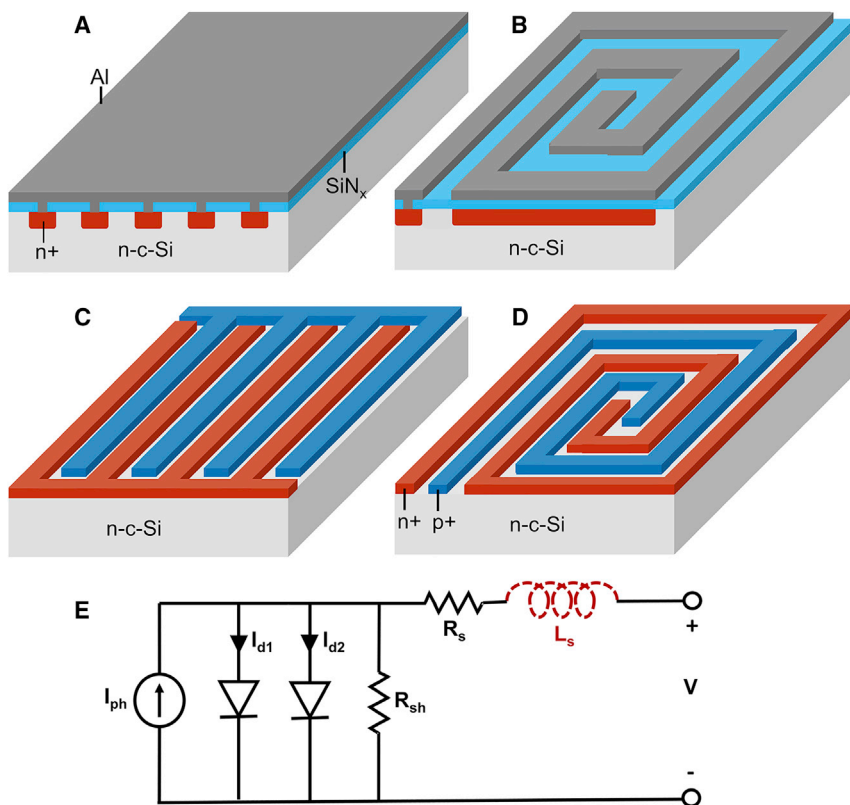 A
Al
SiNₓ
n+
n-c-Si
B
n-c-Si
C
n-c-Si
D
n+
p+
n-c-Si
E
Iph
Id1
Id2
Rsh
Rs
Ls
+
V
-